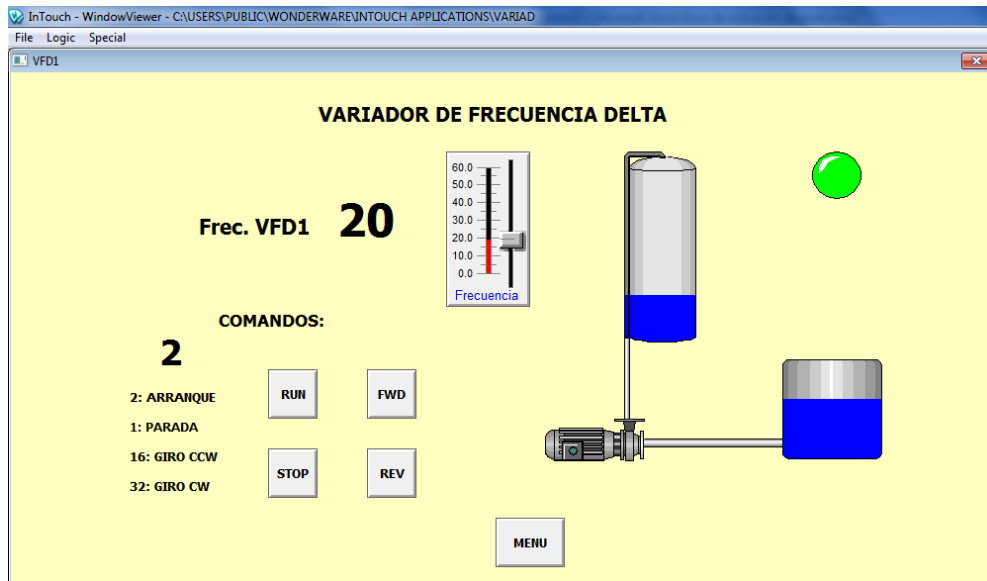 InTouch - WindowViewer - C:\USERS\PUBLIC\WONDERWARE\INTOUCH APPLICATIONS\VARIAD
File Logic Special
VFD1
VARIADOR DE FRECUENCIA DELTA
Frec. VFD1 20
60.0
50.0
40.0
30.0
20.0
10.0
0.0
Frecuencia
COMANDOS:
2
2: ARRANQUE
1: PARADA
16: GIRO CCW
32: GIRO CW
RUN FWD
STOP REV
MENU